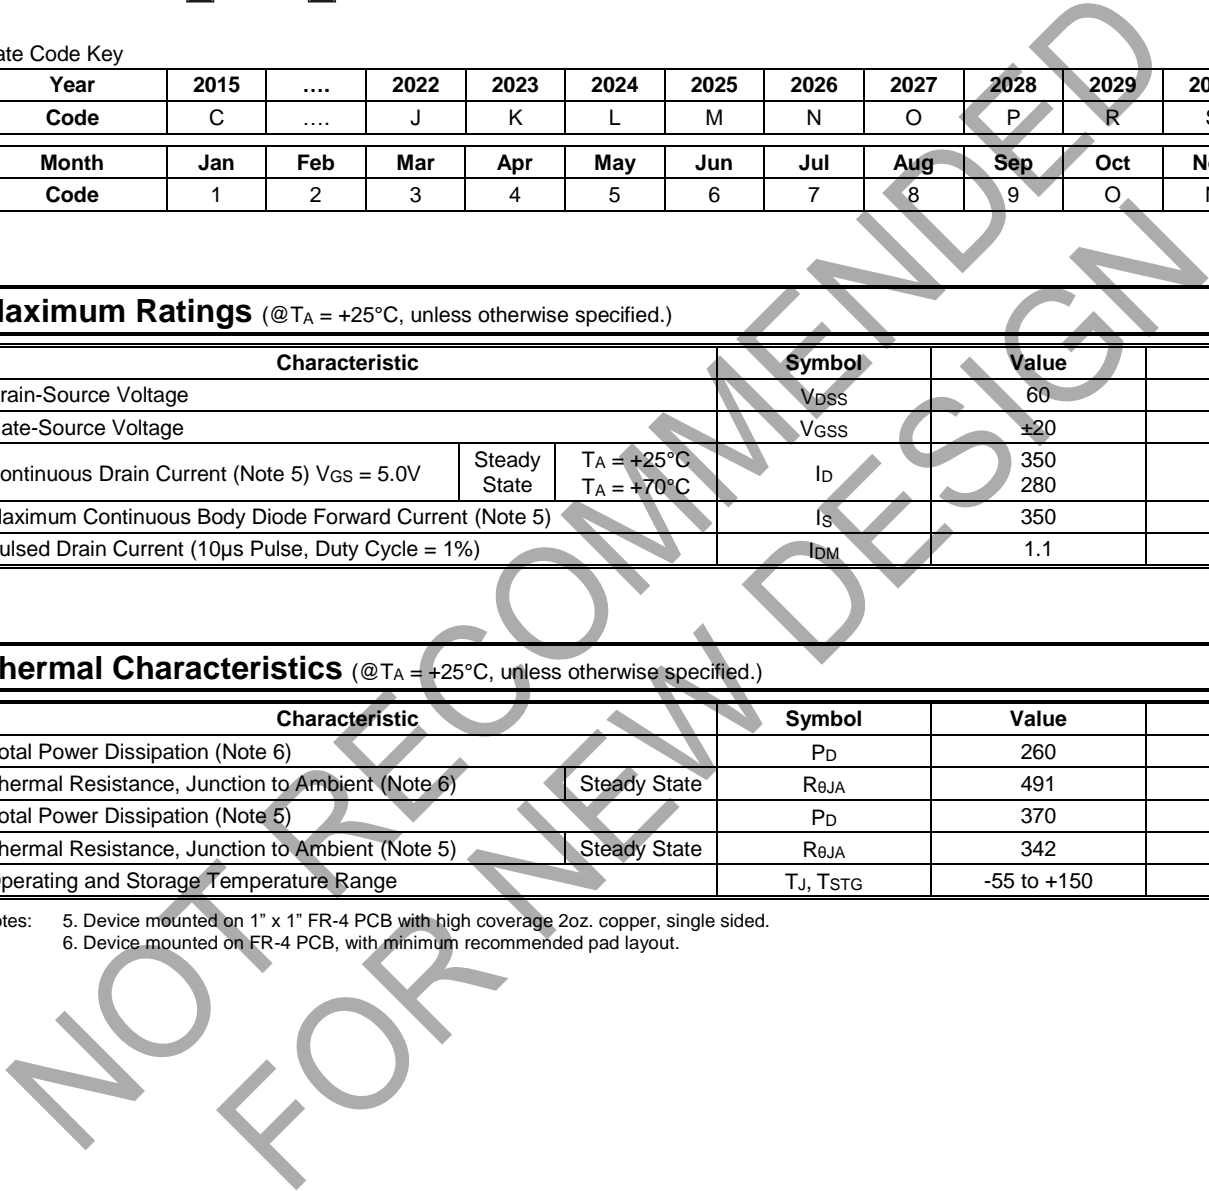 ate Code Key
Year 2015 .... 2022 2023 2024 2025 2026 2027 2028 2029 20
Code C .... J K L M N O P R
Month Jan Feb Mar Apr May Jun Jul Aug Sep Oct N
Code 1 2 3 4 5 6 7 8 9 O
laximum Ratings (@TA = +25°C, unless otherwise specified.)
Characteristic Symbol Value
rain-Source Voltage VDSS 60
ate-Source Voltage VGSS ±20
ontinuous Drain Current (Note 5) VGS = 5.0V Steady State TA = +25°C TA = +70°C ID 350 280
laximum Continuous Body Diode Forward Current (Note 5) IS 350
ulsed Drain Current (10µs Pulse, Duty Cycle = 1%) IDM 1.1
hermal Characteristics (@TA = +25°C, unless otherwise specified.)
Characteristic Symbol Value
otal Power Dissipation (Note 6) PD 260
hermal Resistance, Junction to Ambient (Note 6) Steady State RθJA 491
otal Power Dissipation (Note 5) PD 370
hermal Resistance, Junction to Ambient (Note 5) Steady State RθJA 342
perating and Storage Temperature Range TJ, TSTG -55 to +150
otes: 5. Device mounted on 1” x 1” FR-4 PCB with high coverage 2oz. copper, single sided.
6. Device mounted on FR-4 PCB, with minimum recommended pad layout.
NOT RECOMMENDED
FOR NEW DESIGN